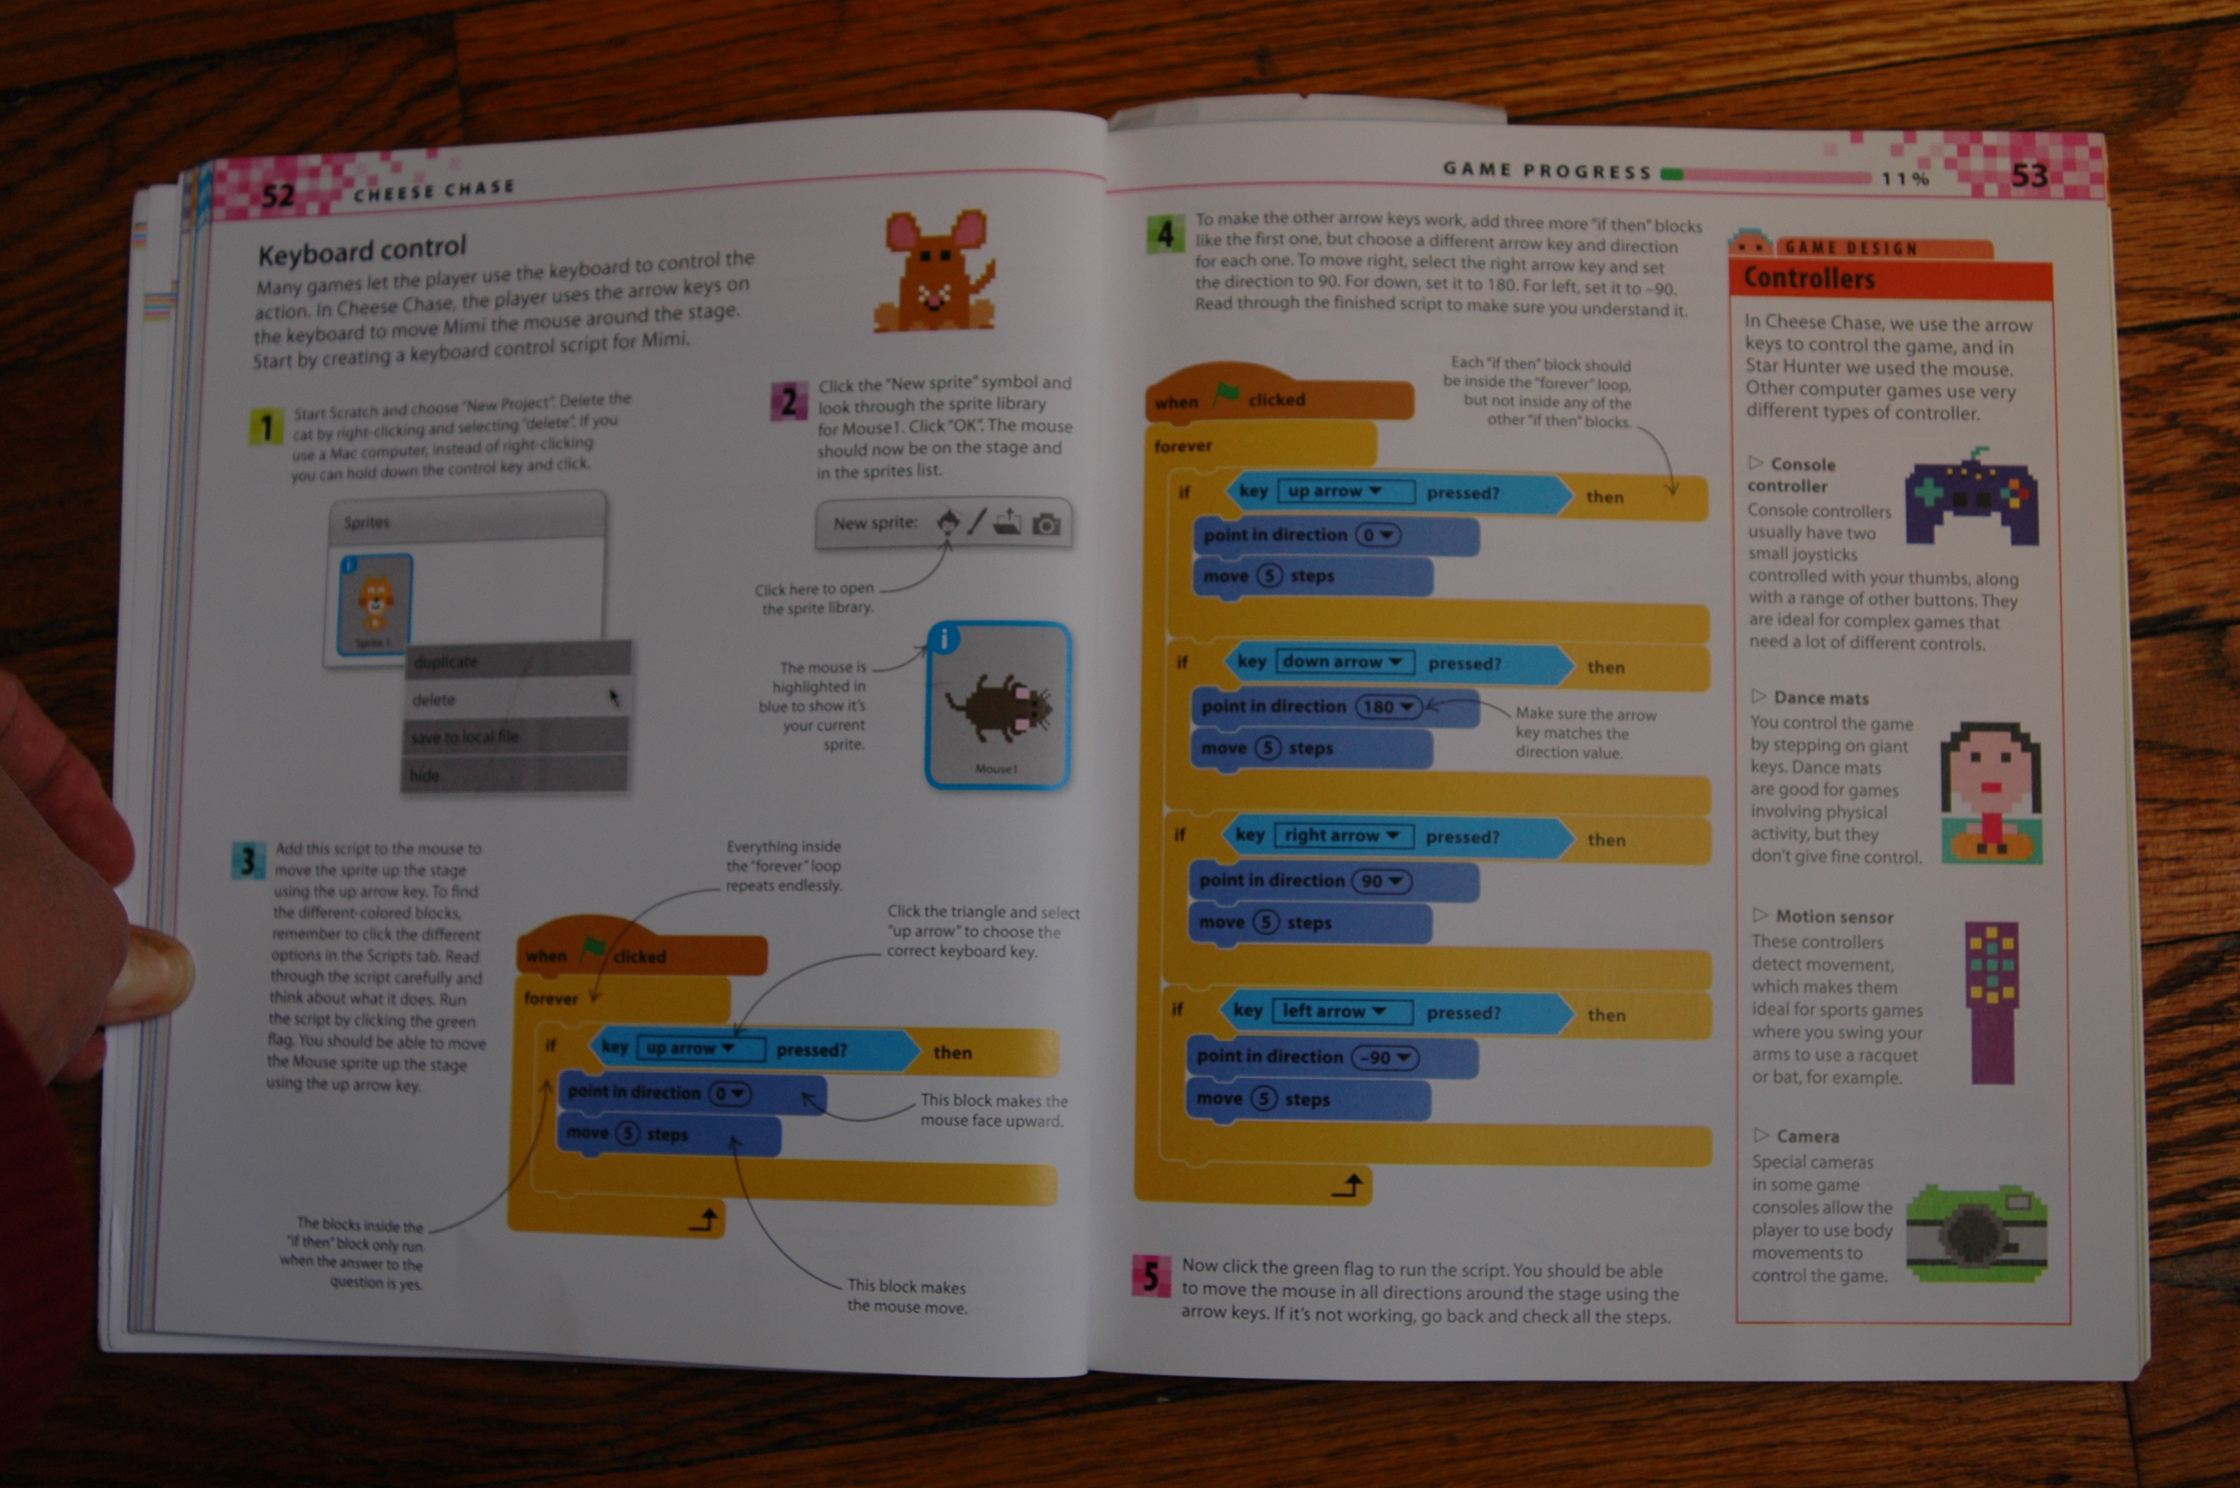 52 CHEESE CHASE
Keyboard control
Many games let the player use the keyboard to control the
action. In Cheese Chase, the player uses the arrow keys on
the keyboard to move Mimi the mouse around the stage.
Start by creating a keyboard control script for Mimi.
1
Start Scratch and choose "New Project". Delete the
cat by right-clicking and selecting "delete". If you
use a Mac computer, instead of right-clicking
you can hold down the control key and click.
Sprites
Sprite1
duplicate
delete
save to local file
hide
2
Click the "New sprite" symbol and
look through the sprite library
for Mouse1. Click "OK". The mouse
should now be on the stage and
in the sprites list.
New sprite:
Click here to open
the sprite library.
The mouse is
highlighted in
blue to show it's
your current
sprite.
i
Mouse1
3
Add this script to the mouse to
move the sprite up the stage
using the up arrow key. To find
the different-colored blocks,
remember to click the different
options in the Scripts tab. Read
through the script carefully and
think about what it does. Run
the script by clicking the green
flag. You should be able to move
the Mouse sprite up the stage
using the up arrow key.
Everything inside
the "forever" loop
repeats endlessly.
Click the triangle and select
"up arrow" to choose the
correct keyboard key.
when clicked
forever
if key up arrow pressed? then
point in direction 0
move 5 steps
This block makes the
mouse face upward.
This block makes
the mouse move.
The blocks inside the
"if then" block only run
when the answer to the
question is yes.
GAME PROGRESS 11% 53
4
To make the other arrow keys work, add three more "if then" blocks
like the first one, but choose a different arrow key and direction
for each one. To move right, select the right arrow key and set
the direction to 90. For down, set it to 180. For left, set it to –90.
Read through the finished script to make sure you understand it.
Each "if then" block should
be inside the "forever" loop,
but not inside any of the
other "if then" blocks.
when clicked
forever
if key up arrow pressed? then
point in direction 0
move 5 steps
if key down arrow pressed? then
point in direction 180
move 5 steps
Make sure the arrow
key matches the
direction value.
if key right arrow pressed? then
point in direction 90
move 5 steps
if key left arrow pressed? then
point in direction –90
move 5 steps
5
Now click the green flag to run the script. You should be able
to move the mouse in all directions around the stage using the
arrow keys. If it's not working, go back and check all the steps.
GAME DESIGN
Controllers
In Cheese Chase, we use the arrow
keys to control the game, and in
Star Hunter we used the mouse.
Other computer games use very
different types of controller.
▷ Console
controller
Console controllers
usually have two
small joysticks
controlled with your thumbs, along
with a range of other buttons. They
are ideal for complex games that
need a lot of different controls.
▷ Dance mats
You control the game
by stepping on giant
keys. Dance mats
are good for games
involving physical
activity, but they
don't give fine control.
▷ Motion sensor
These controllers
detect movement,
which makes them
ideal for sports games
where you swing your
arms to use a racquet
or bat, for example.
▷ Camera
Special cameras
in some game
consoles allow the
player to use body
movements to
control the game.